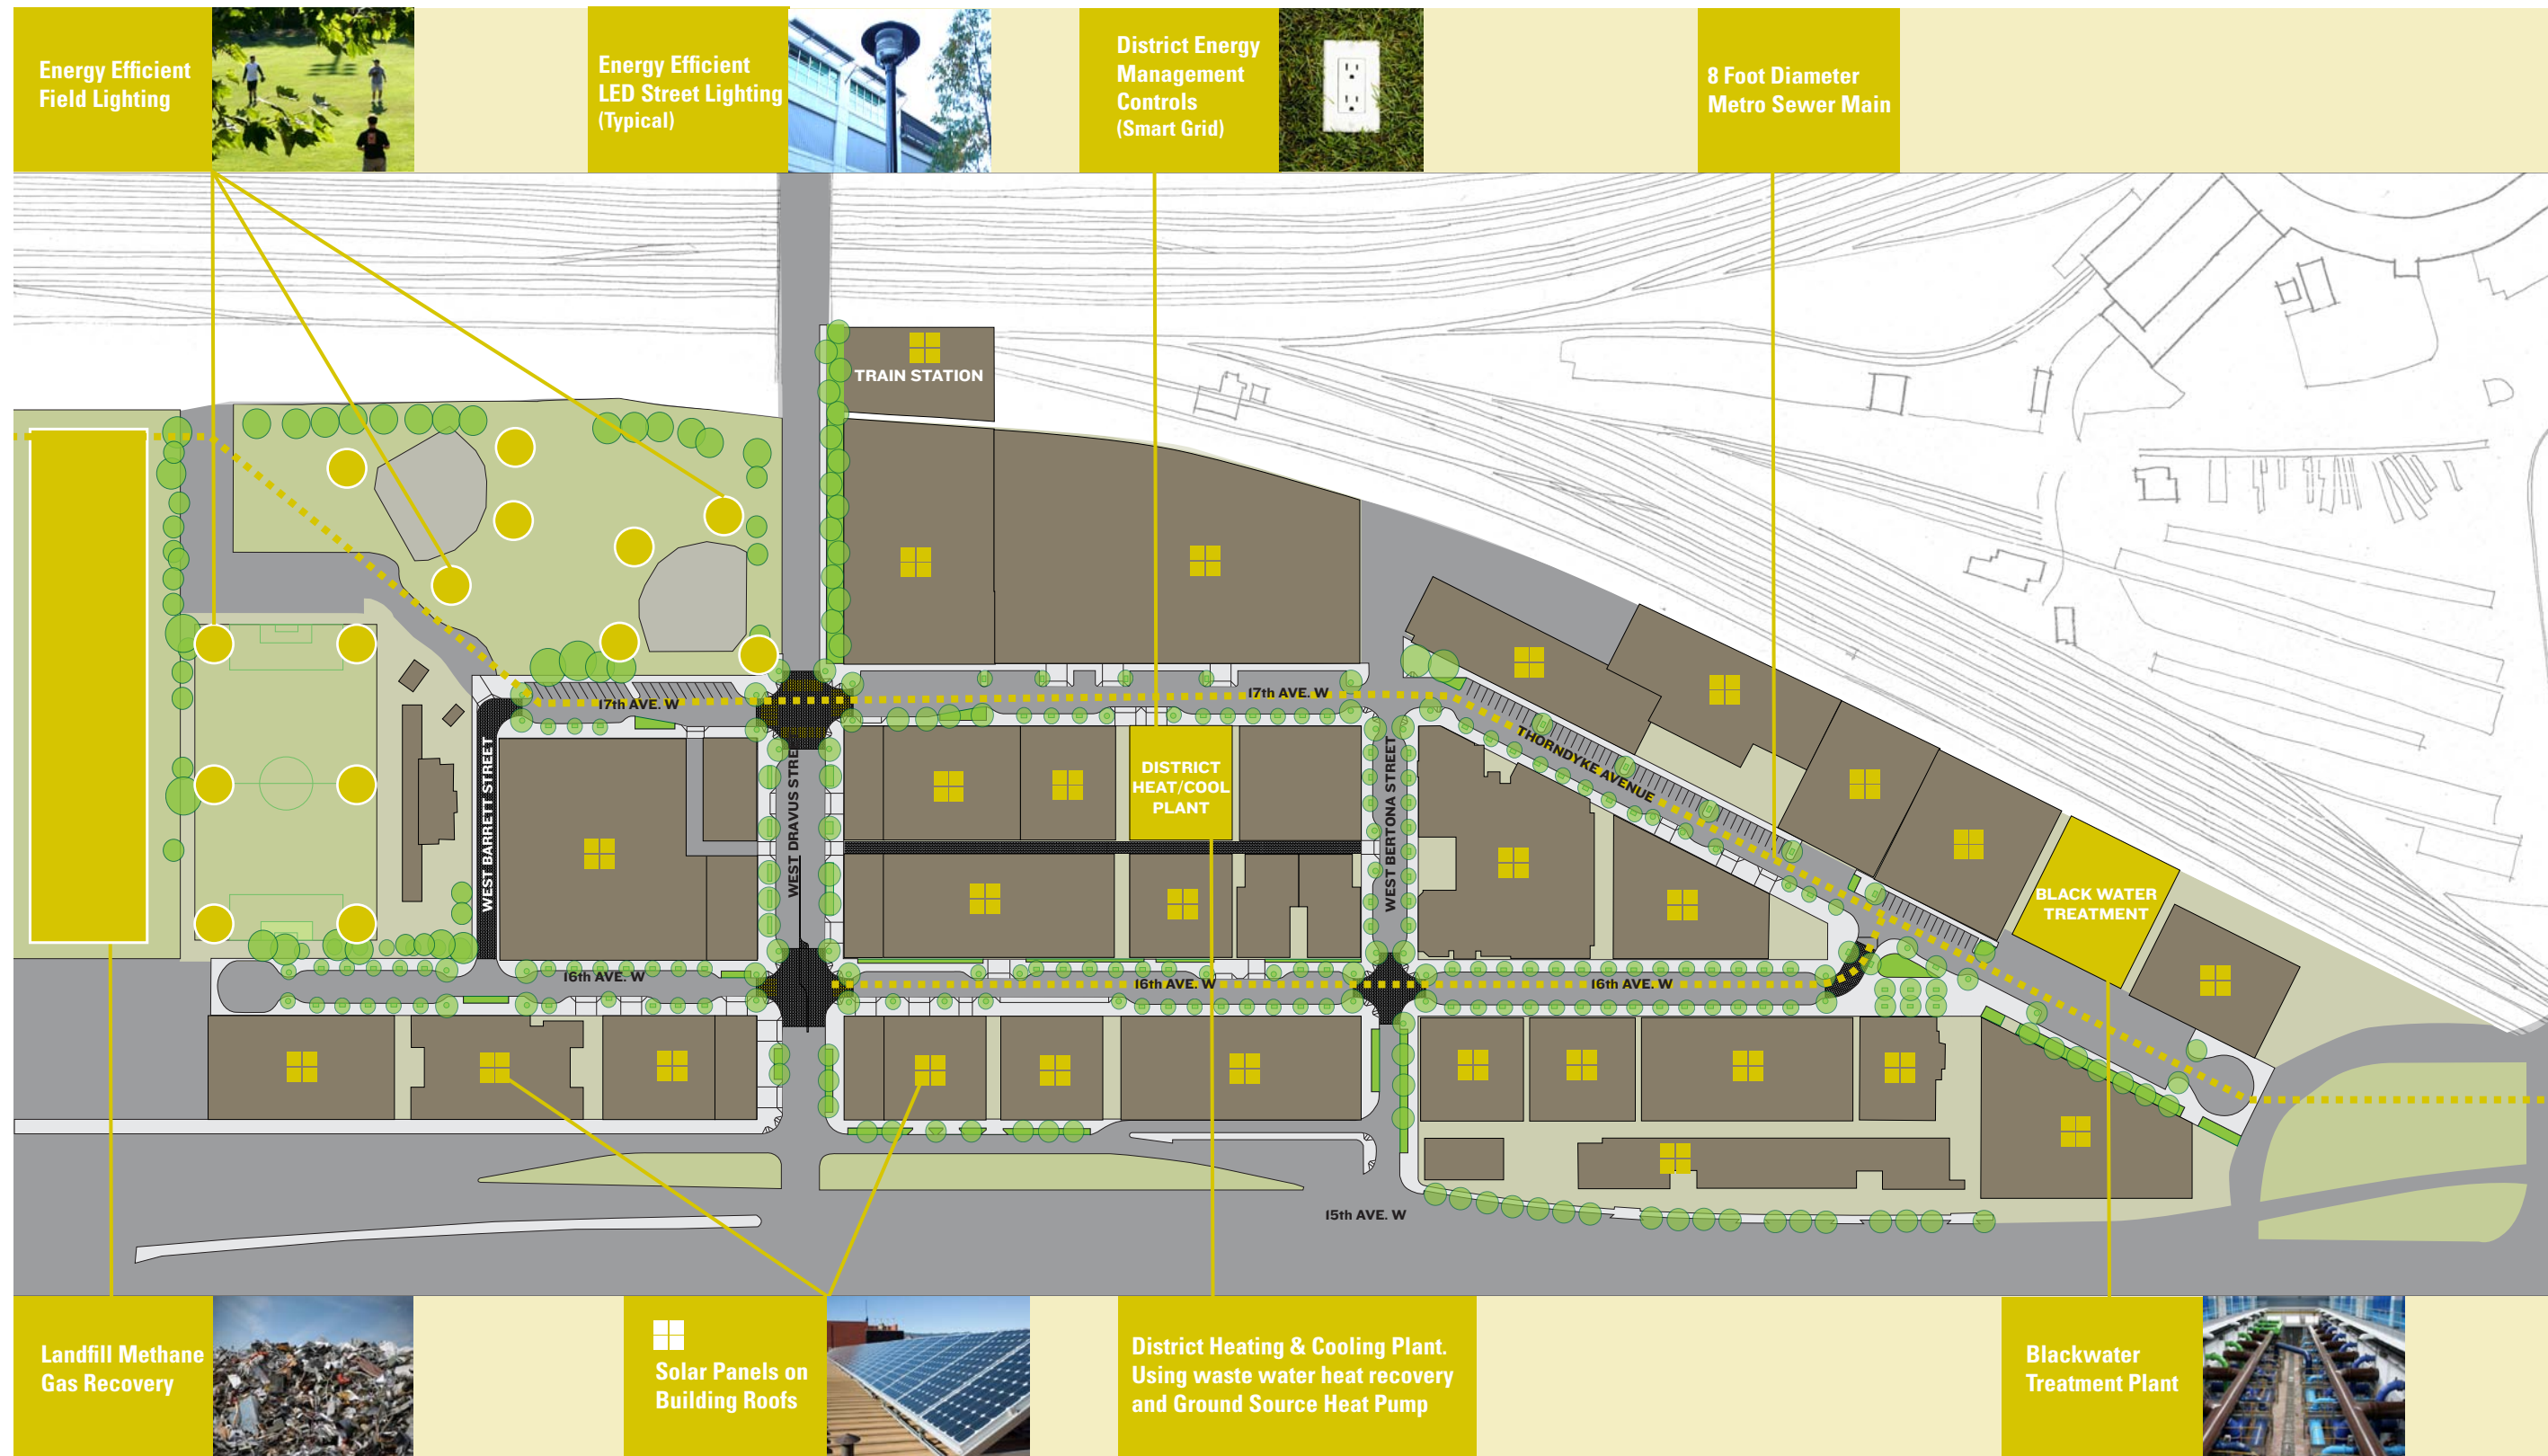 Energy Efficient
Field Lighting
Energy Efficient
LED Street Lighting
(Typical)
District Energy
Management
Controls
(Smart Grid)
8 Foot Diameter
Metro Sewer Main
TRAIN STATION
17th AVE. W
17th AVE. W
THORNDYKE AVENUE
WEST BARRETT STREET
WEST DRAVUS STREE
WEST BERTONA STREET
DISTRICT
HEAT/COOL
PLANT
BLACK WATER
TREATMENT
16th AVE. W
16th AVE. W
16th AVE. W
15th AVE. W
Landfill Methane
Gas Recovery
Solar Panels on
Building Roofs
District Heating & Cooling Plant.
Using waste water heat recovery
and Ground Source Heat Pump
Blackwater
Treatment Plant